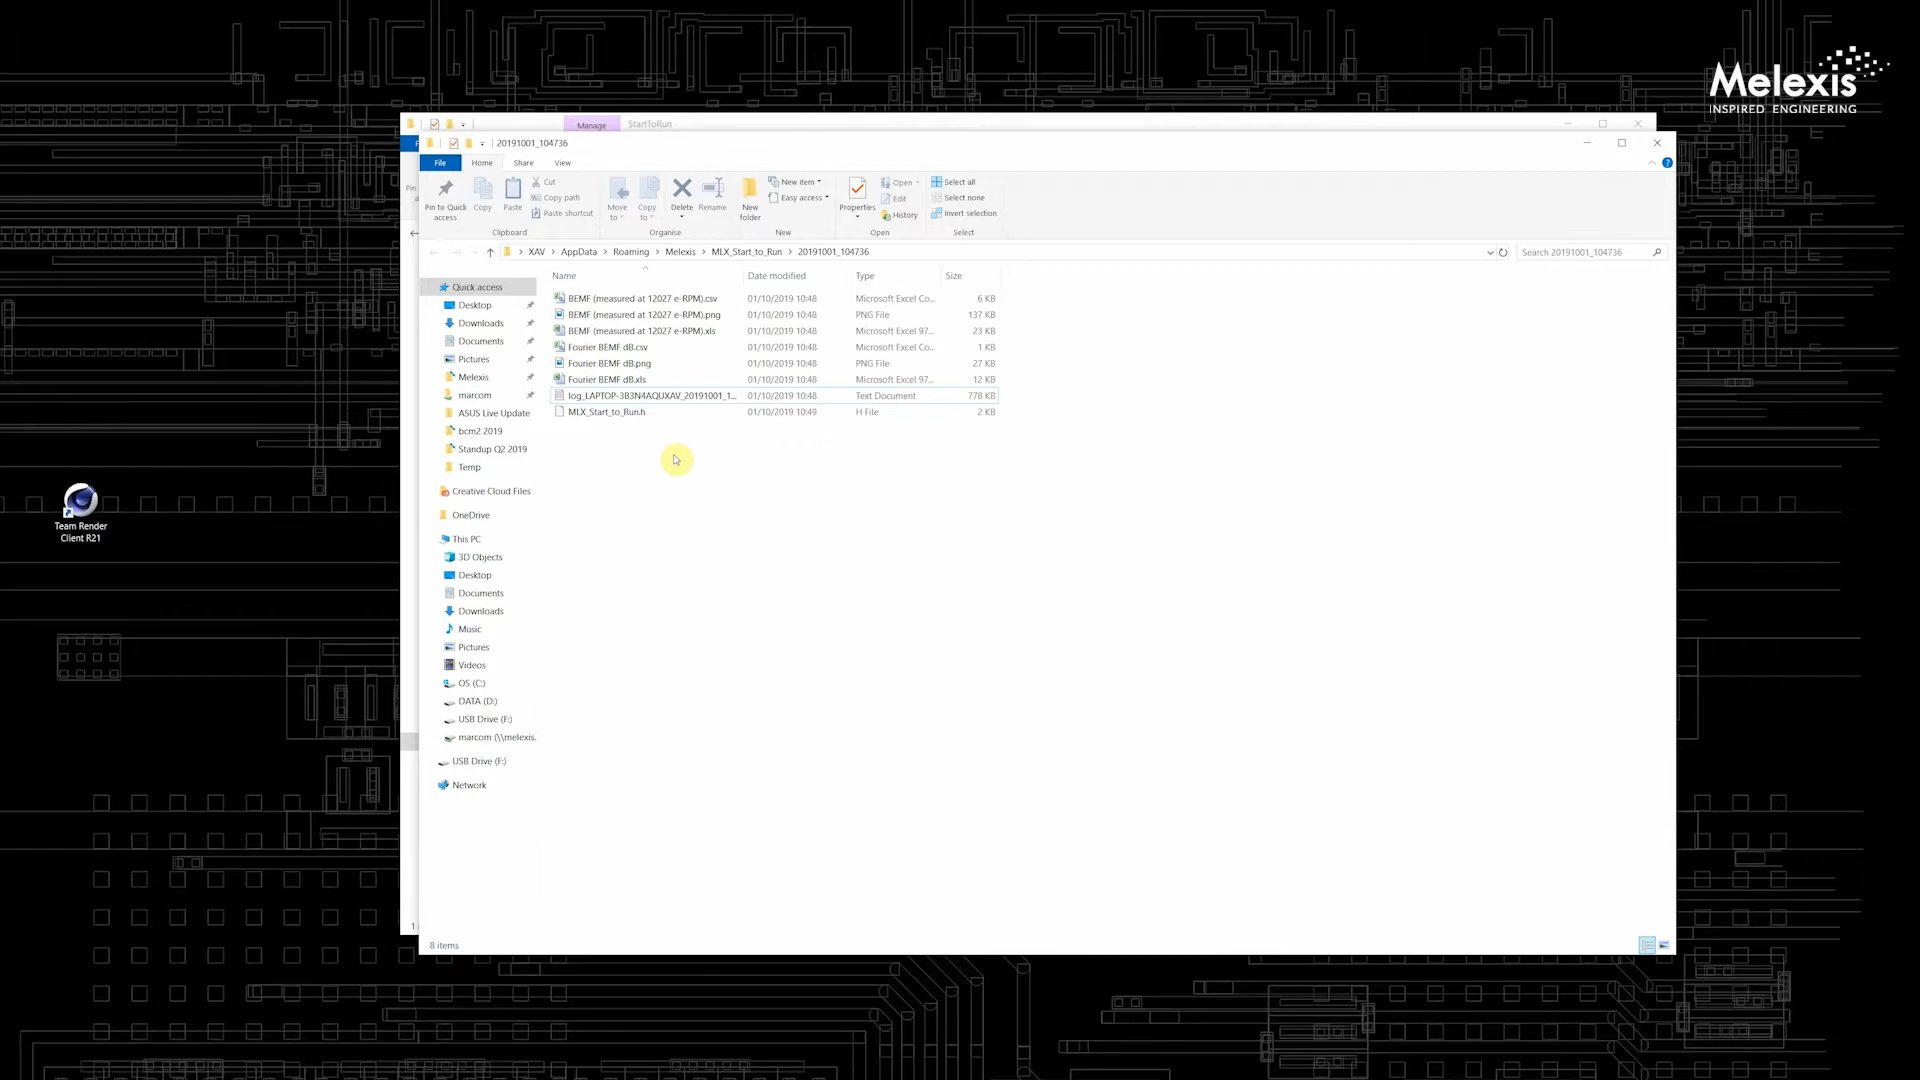 Melexis
INSPIRED ENGINEERING
Manage
StartToRun
20191001_104736
File
Home
Share
View
Pin to Quick access
Copy
Paste
Cut
Copy path
Paste shortcut
Clipboard
Move to
Copy to
Delete
Rename
Organise
New folder
New item
Easy access
New
Properties
Open
Edit
History
Open
Select all
Select none
Invert selection
Select
XAV > AppData > Roaming > Melexis > MLX_Start_to_Run > 20191001_104736
Search 20191001_104736
Name Date modified Type Size
BEMF (measured at 12027 e-RPM).csv 01/10/2019 10:48 Microsoft Excel Co... 6 KB
BEMF (measured at 12027 e-RPM).png 01/10/2019 10:48 PNG File 137 KB
BEMF (measured at 12027 e-RPM).xls 01/10/2019 10:48 Microsoft Excel 97... 23 KB
Fourier BEMF dB.csv 01/10/2019 10:48 Microsoft Excel Co... 1 KB
Fourier BEMF dB.png 01/10/2019 10:48 PNG File 27 KB
Fourier BEMF dB.xls 01/10/2019 10:48 Microsoft Excel 97... 12 KB
log_LAPTOP-3B3N4AQUXAV_20191001_1... 01/10/2019 10:48 Text Document 778 KB
MLX_Start_to_Run.h 01/10/2019 10:49 H File 2 KB
Quick access
Desktop
Downloads
Documents
Pictures
Melexis
marcom
ASUS Live Update
bcm2 2019
Standup Q2 2019
Temp
Creative Cloud Files
OneDrive
This PC
3D Objects
Desktop
Documents
Downloads
Music
Pictures
Videos
OS (C:)
DATA (D:)
USB Drive (F:)
marcom (\\melexis.
USB Drive (F:)
Network
8 items
Team Render
Client R21